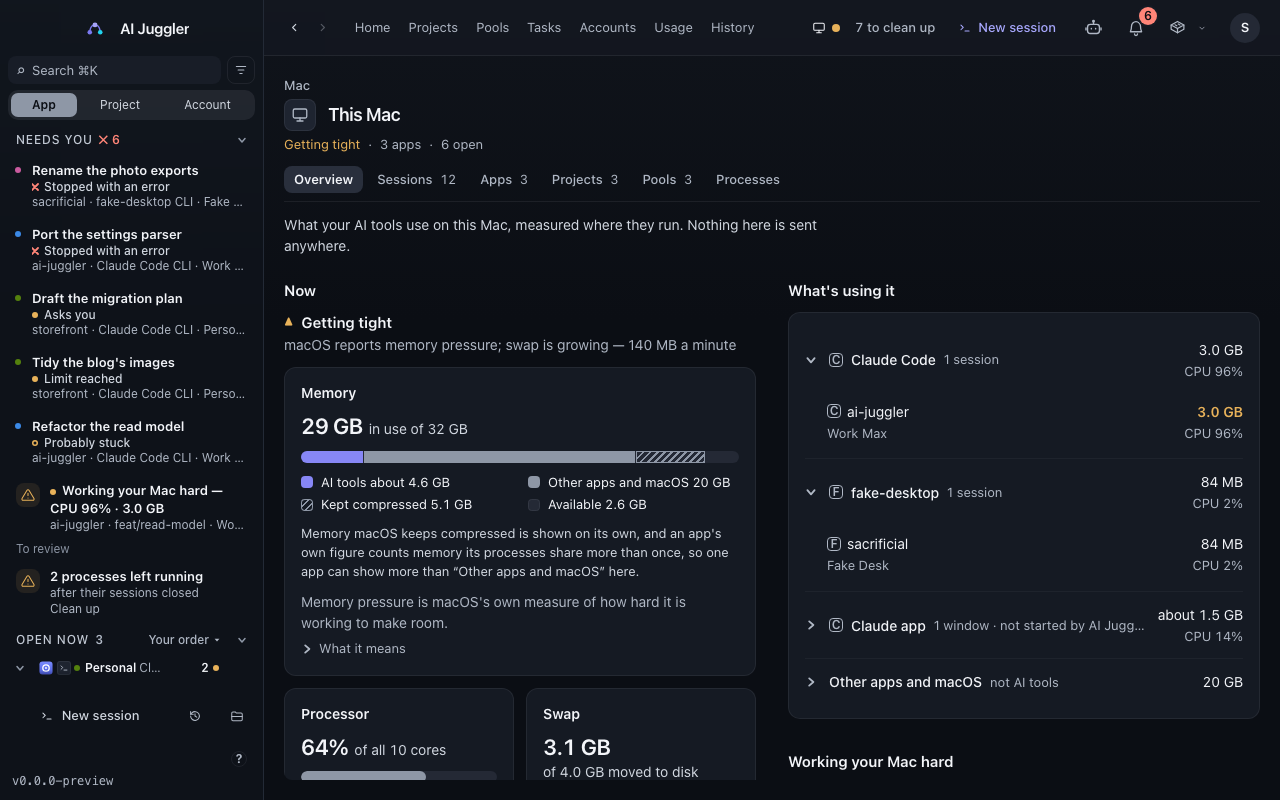 AI Juggler
Search ⌘K
App Project Account
NEEDS YOU 6
Rename the photo exports
Stopped with an error
sacrificial · fake-desktop CLI · Fake ...
Port the settings parser
Stopped with an error
ai-juggler · Claude Code CLI · Work ...
Draft the migration plan
Asks you
storefront · Claude Code CLI · Perso...
Tidy the blog's images
Limit reached
storefront · Claude Code CLI · Perso...
Refactor the read model
Probably stuck
ai-juggler · Claude Code CLI · Work ...
Working your Mac hard —
CPU 96% · 3.0 GB
ai-juggler · feat/read-model · Wo...
To review
2 processes left running
after their sessions closed
Clean up
OPEN NOW 3 Your order
Personal Cl... 2
New session
?
v0.0.0-preview
Home Projects Pools Tasks Accounts Usage History 7 to clean up New session 6 S
Mac
This Mac
Getting tight · 3 apps · 6 open
Overview Sessions 12 Apps 3 Projects 3 Pools 3 Processes
What your AI tools use on this Mac, measured where they run. Nothing here is sent
anywhere.
Now
Getting tight
macOS reports memory pressure; swap is growing — 140 MB a minute
Memory
29 GB in use of 32 GB
AI tools about 4.6 GB Other apps and macOS 20 GB
Kept compressed 5.1 GB Available 2.6 GB
Memory macOS keeps compressed is shown on its own, and an app's
own figure counts memory its processes share more than once, so one
app can show more than “Other apps and macOS” here.
Memory pressure is macOS's own measure of how hard it is
working to make room.
What it means
Processor
64% of all 10 cores
Swap
3.1 GB
of 4.0 GB moved to disk
What's using it
C Claude Code 1 session 3.0 GB
CPU 96%
C ai-juggler 3.0 GB
Work Max CPU 96%
F fake-desktop 1 session 84 MB
CPU 2%
F sacrificial 84 MB
Fake Desk CPU 2%
C Claude app 1 window · not started by AI Jugg... about 1.5 GB
CPU 14%
Other apps and macOS not AI tools 20 GB
Working your Mac hard